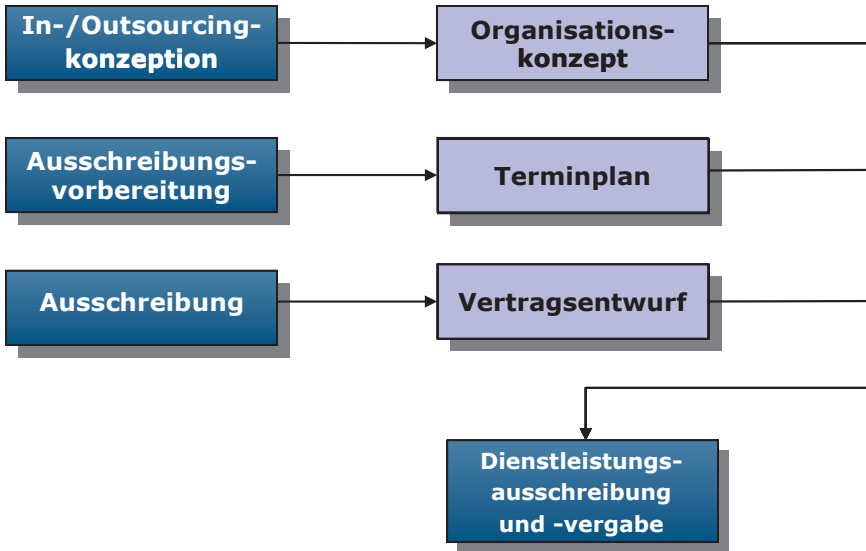 In-/Outsourcing-
konzeption
Organisations-
konzept
Ausschreibungs-
vorbereitung
Terminplan
Ausschreibung
Vertragsentwurf
Dienstleistungs-
ausschreibung
und -vergabe